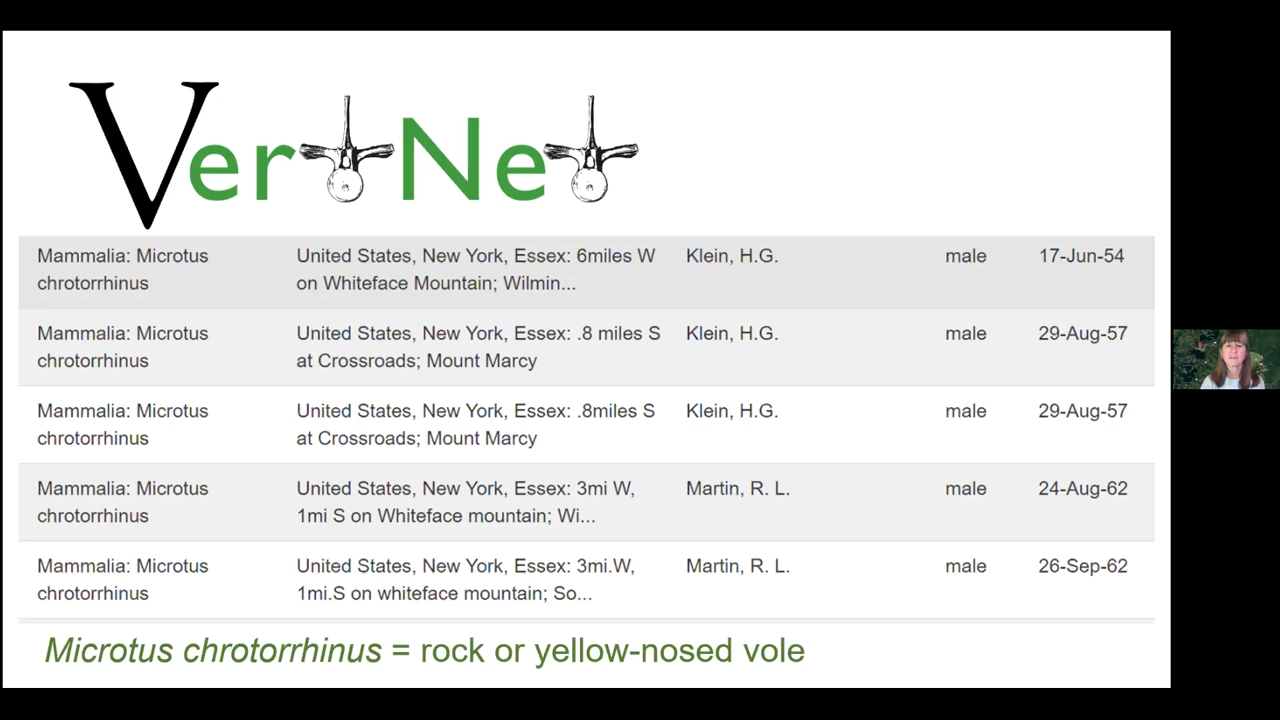 VertNet
Mammalia: Microtus chrotorrhinus United States, New York, Essex: 6miles W on Whiteface Mountain; Wilmin... Klein, H.G. male 17-Jun-54
Mammalia: Microtus chrotorrhinus United States, New York, Essex: .8 miles S at Crossroads; Mount Marcy Klein, H.G. male 29-Aug-57
Mammalia: Microtus chrotorrhinus United States, New York, Essex: .8miles S at Crossroads; Mount Marcy Klein, H.G. male 29-Aug-57
Mammalia: Microtus chrotorrhinus United States, New York, Essex: 3mi W, 1mi S on Whiteface mountain; Wi... Martin, R. L. male 24-Aug-62
Mammalia: Microtus chrotorrhinus United States, New York, Essex: 3mi.W, 1mi.S on whiteface mountain; So... Martin, R. L. male 26-Sep-62
Microtus chrotorrhinus = rock or yellow-nosed vole